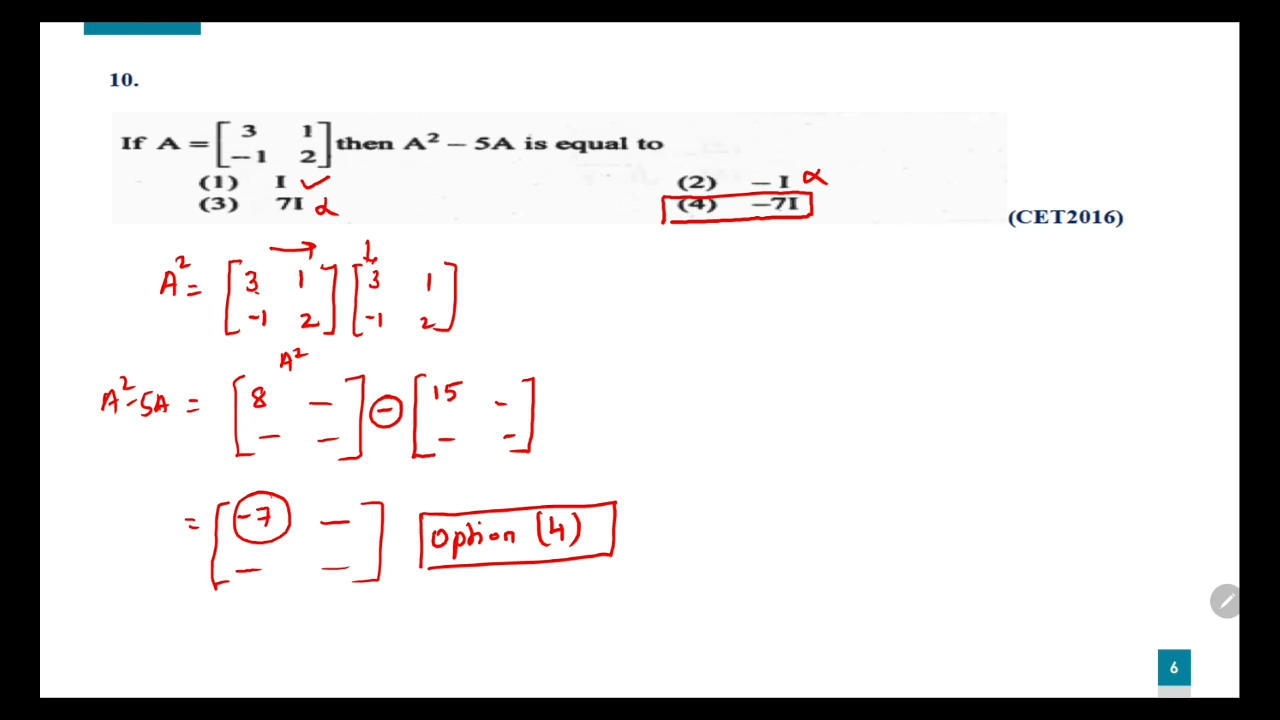 10.
If A = [ 3 1 ] then A² − 5A is equal to
[ −1 2 ]
(1) I ✓ (2) − I α
(3) 7I α (4) −7I
(CET2016)
A² = [ 3 1 ] [ 3 1 ]
[ -1 2 ] [ -1 2 ]
A²
A² - 5A = [ 8 — ] - [ 15 - ]
[ — — ] [ — - ]
= [ -7 — ] Option (4)
[ — — ]
6